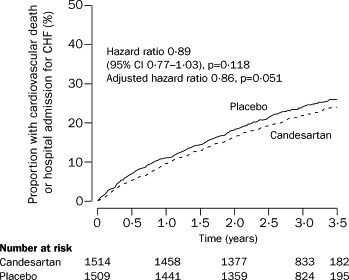 Proportion with cardiovascular death
or hospital admission for CHF (%)
50
40
30
20
10
0
Hazard ratio 0·89
(95% CI 0·77–1·03), p=0·118
Adjusted hazard ratio 0·86, p=0·051
Placebo
Candesartan
0 0·5 1·0 1·5 2·0 2·5 3·0 3·5
Time (years)
Number at risk
Candesartan 1514 1458 1377 833 182
Placebo 1509 1441 1359 824 195